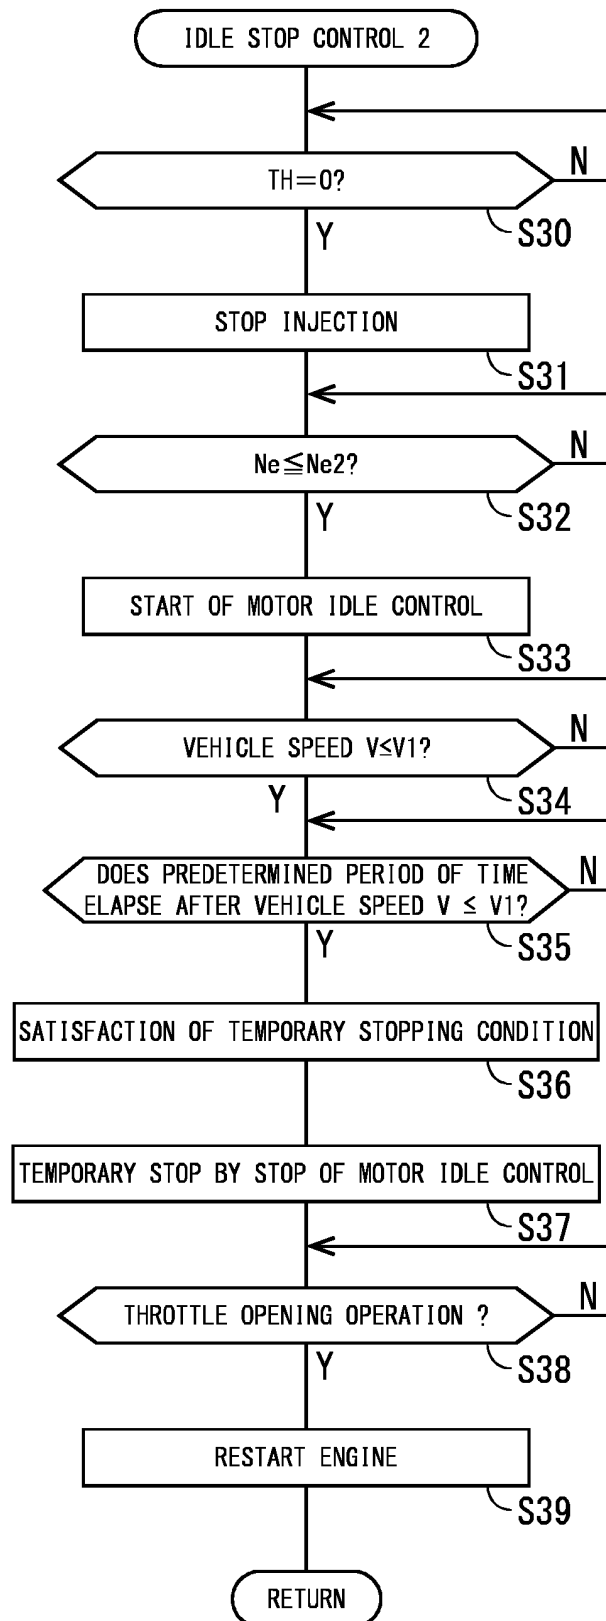 IDLE STOP CONTROL 2
TH=0?
N
S30
Y
STOP INJECTION
S31
Ne≦Ne2?
N
S32
Y
START OF MOTOR IDLE CONTROL
S33
VEHICLE SPEED V≤V1?
N
S34
Y
DOES PREDETERMINED PERIOD OF TIME
ELAPSE AFTER VEHICLE SPEED V ≤ V1?
N
S35
Y
SATISFACTION OF TEMPORARY STOPPING CONDITION
S36
TEMPORARY STOP BY STOP OF MOTOR IDLE CONTROL
S37
THROTTLE OPENING OPERATION ?
N
S38
Y
RESTART ENGINE
S39
RETURN